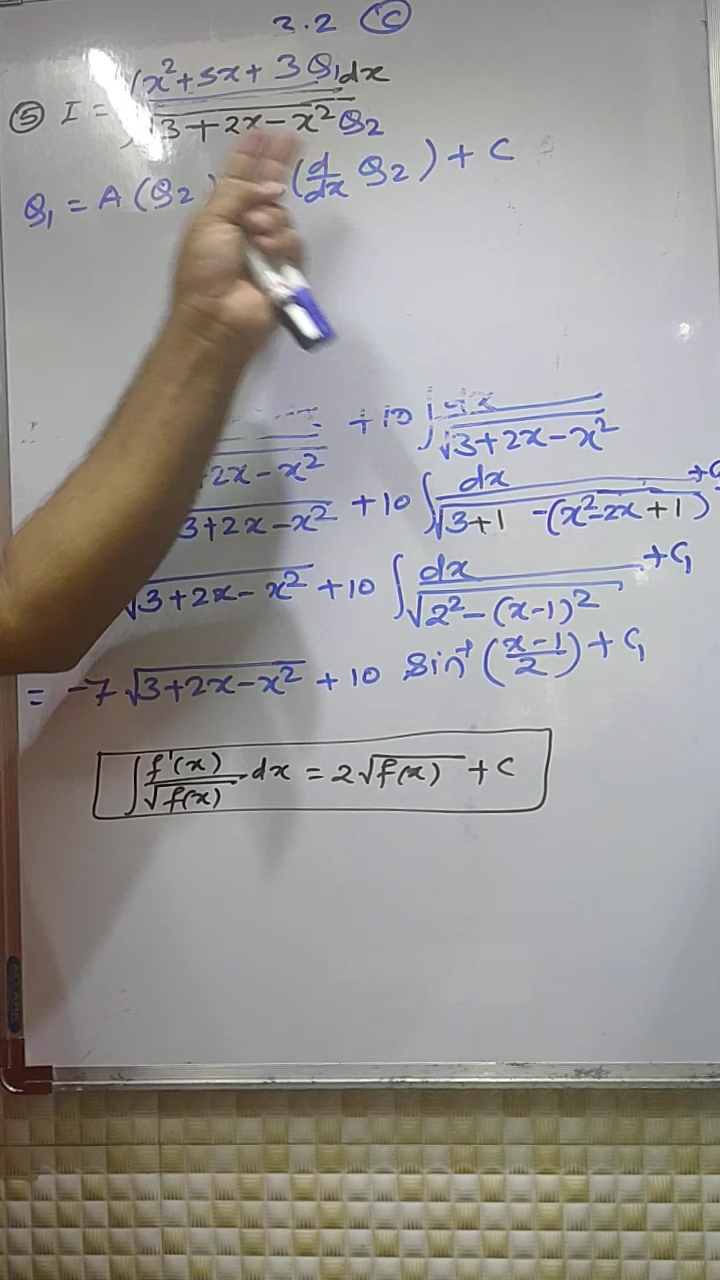 3.2 (C)
⑤ I = ∫ x² + 5x + 3 Q₁ dx
√3 + 2x - x² Q₂
Q₁ = A (Q₂) (d/dx Q₂) + C
+ 10 ∫ dx / √3+2x-x²
2x - x²
3+2x-x² + 10 ∫ dx / √3+1 -(x²-2x+1) +C
√3+2x-x² + 10 ∫ dx / √2²-(x-1)² + C₁
= -7 √3+2x-x² + 10 sin⁻¹ (x-1/2) + C₁
∫ f'(x) / √f(x) dx = 2√f(x) + C